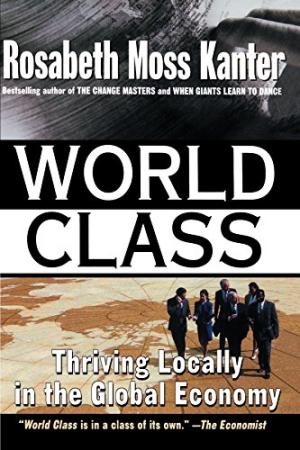 Rosabeth Moss Kanter
Bestselling author of THE CHANGE MASTERS and WHEN GIANTS LEARN TO DANCE
WORLD
CLASS
Thriving Locally
in the Global Economy
"World Class is in a class of its own." —The Economist